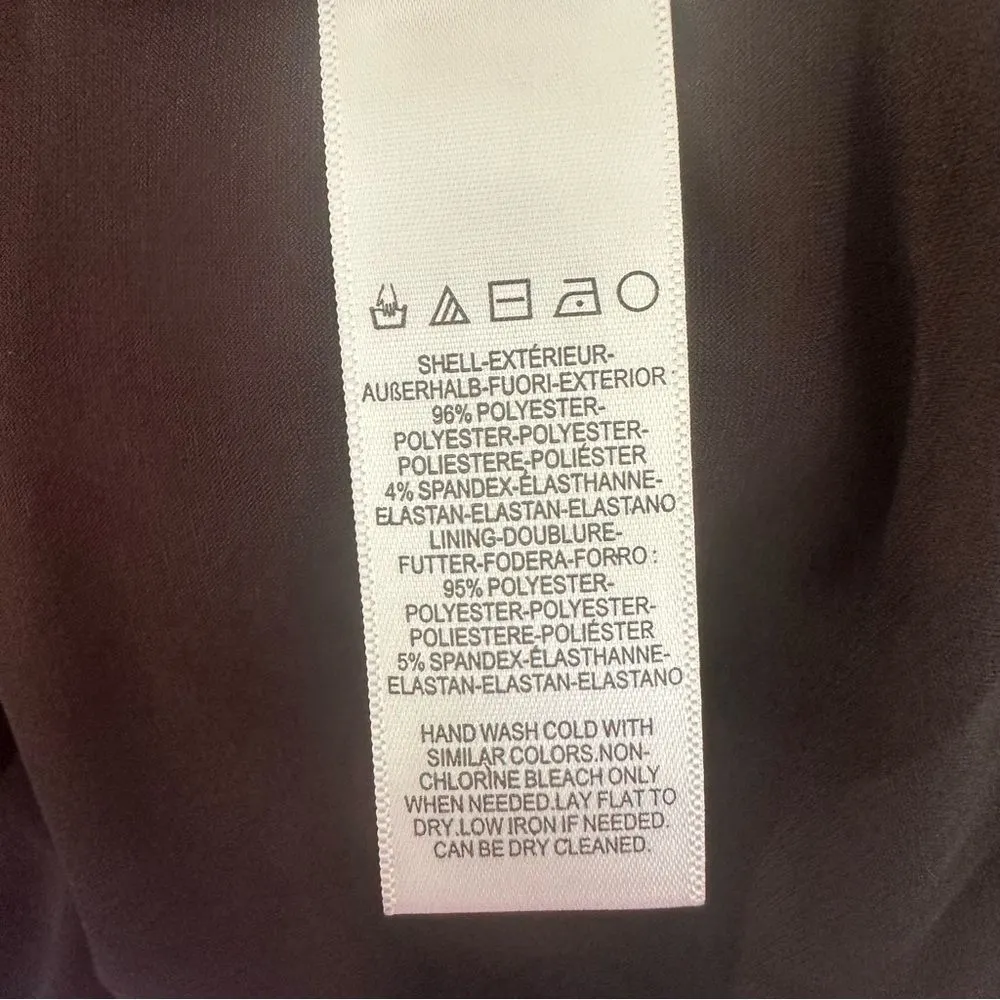 SHELL-EXTÉRIEUR-
AUßERHALB-FUORI-EXTERIOR :
96% POLYESTER-
POLYESTER-POLYESTER-
POLIESTERE-POLIÉSTER
4% SPANDEX-ÉLASTHANNE-
ELASTAN-ELASTAN-ELASTANO
LINING-DOUBLURE-
FUTTER-FODERA-FORRO :
95% POLYESTER-
POLYESTER-POLYESTER-
POLIESTERE-POLIÉSTER
5% SPANDEX-ÉLASTHANNE-
ELASTAN-ELASTAN-ELASTANO
HAND WASH COLD WITH
SIMILAR COLORS.NON-
CHLORINE BLEACH ONLY
WHEN NEEDED.LAY FLAT TO
DRY.LOW IRON IF NEEDED.
CAN BE DRY CLEANED.